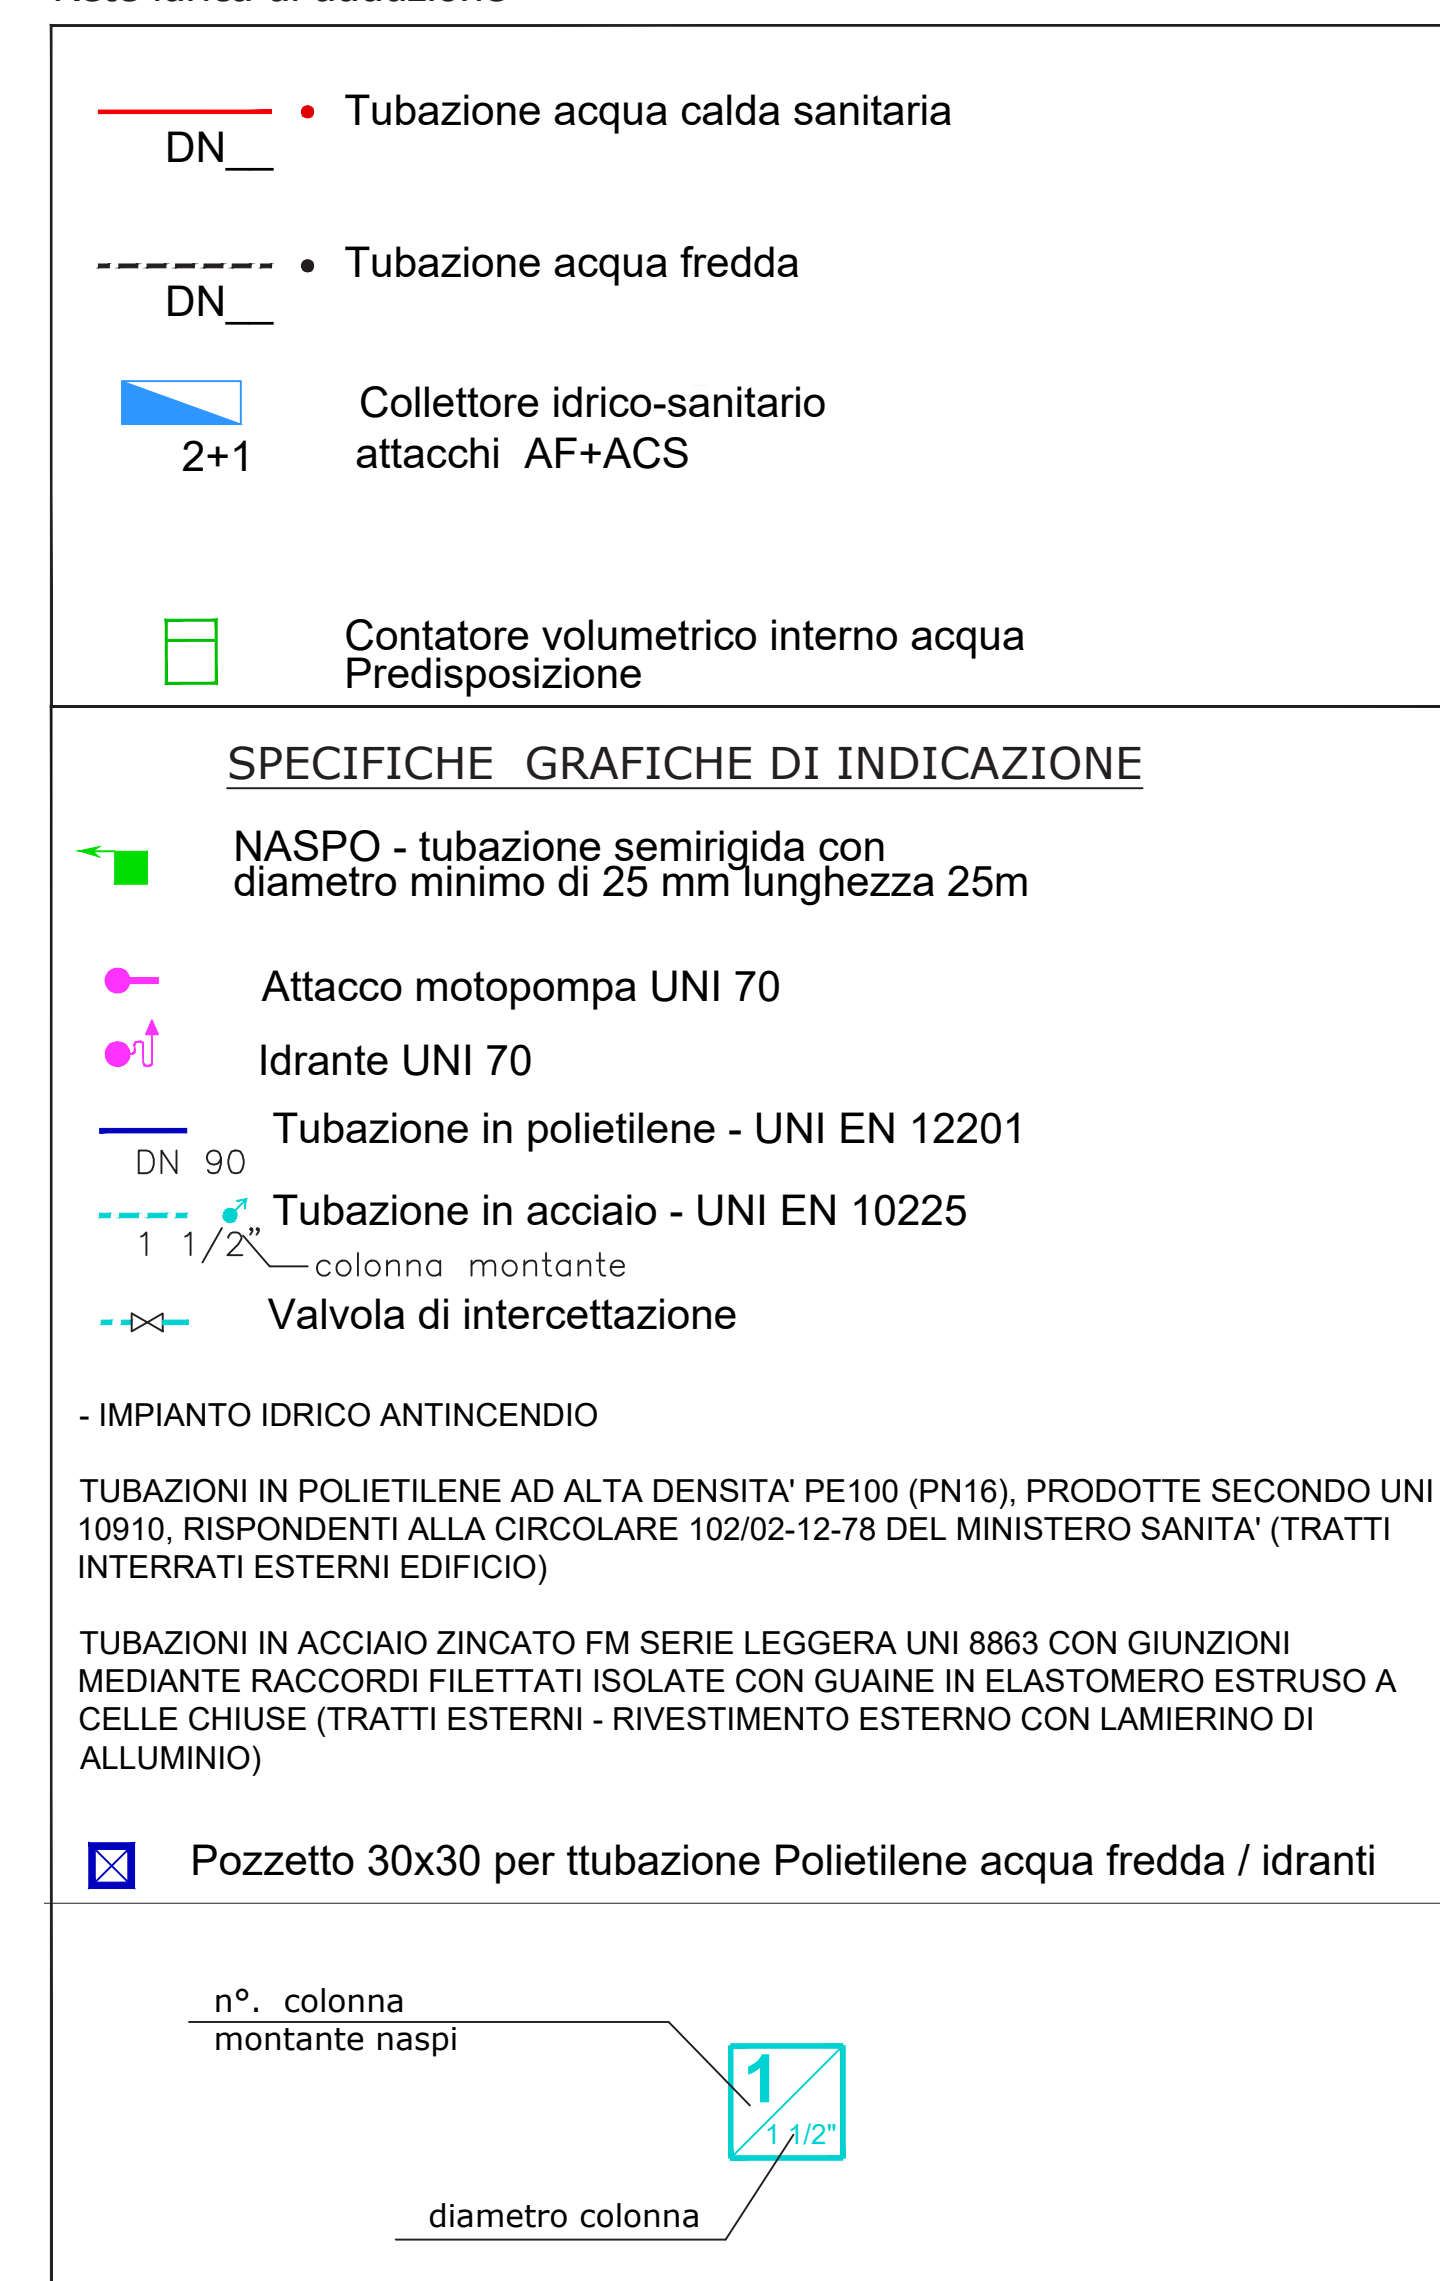 Tubazione acqua calda sanitaria
DN__
Tubazione acqua fredda
DN__
Collettore idrico-sanitario
2+1 attacchi AF+ACS
Contatore volumetrico interno acqua
Predisposizione
SPECIFICHE GRAFICHE DI INDICAZIONE
NASPO - tubazione semirigida con
diametro minimo di 25 mm lunghezza 25m
Attacco motopompa UNI 70
Idrante UNI 70
Tubazione in polietilene - UNI EN 12201
DN 90
Tubazione in acciaio - UNI EN 10225
1 1/2"
colonna montante
Valvola di intercettazione
- IMPIANTO IDRICO ANTINCENDIO
TUBAZIONI IN POLIETILENE AD ALTA DENSITA' PE100 (PN16), PRODOTTE SECONDO UNI
10910, RISPONDENTI ALLA CIRCOLARE 102/02-12-78 DEL MINISTERO SANITA' (TRATTI
INTERRATI ESTERNI EDIFICIO)
TUBAZIONI IN ACCIAIO ZINCATO FM SERIE LEGGERA UNI 8863 CON GIUNZIONI
MEDIANTE RACCORDI FILETTATI ISOLATE CON GUAINE IN ELASTOMERO ESTRUSO A
CELLE CHIUSE (TRATTI ESTERNI - RIVESTIMENTO ESTERNO CON LAMIERINO DI
ALLUMINIO)
Pozzetto 30x30 per ttubazione Polietilene acqua fredda / idranti
n°. colonna
montante naspi
1
1 1/2"
diametro colonna